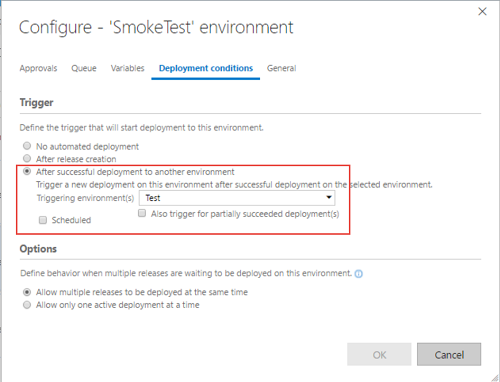 Configure - 'SmokeTest' environment
Approvals Queue Variables Deployment conditions General
Trigger
Define the trigger that will start deployment to this environment.
No automated deployment
After release creation
After successful deployment to another environment
Trigger a new deployment on this environment after successful deployment on the selected environment.
Triggering environment(s) Test
Also trigger for partially succeeded deployment(s)
Scheduled
Options
Define behavior when multiple releases are waiting to be deployed on this environment.
Allow multiple releases to be deployed at the same time
Allow only one active deployment at a time
OK Cancel